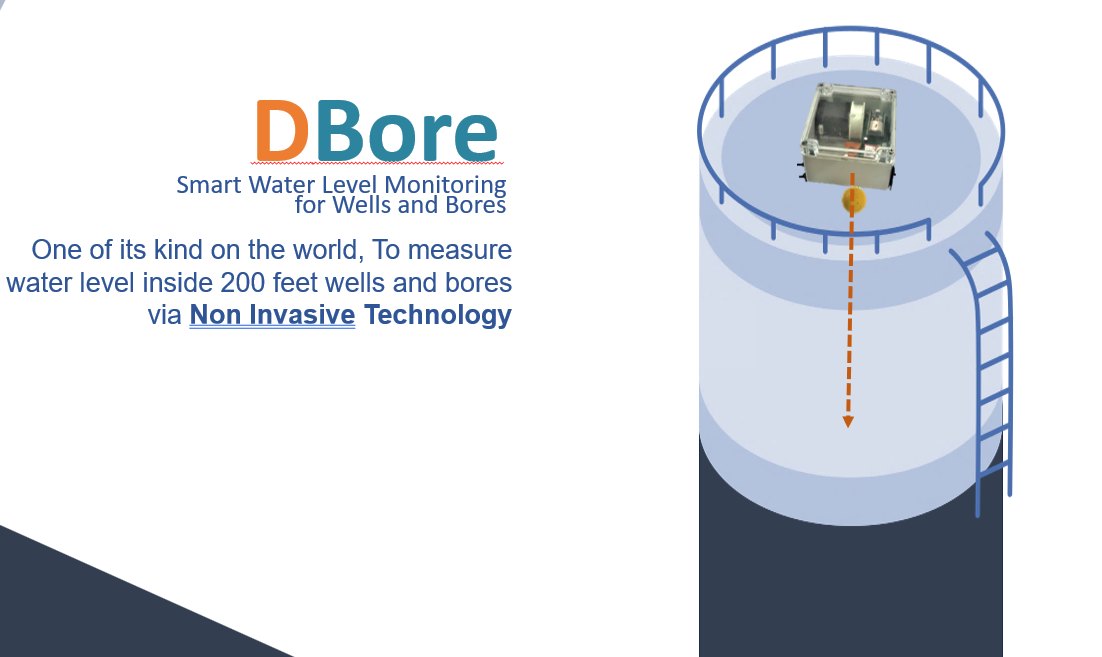 DBore
Smart Water Level Monitoring
for Wells and Bores
One of its kind on the world, To measure
water level inside 200 feet wells and bores
via Non Invasive Technology